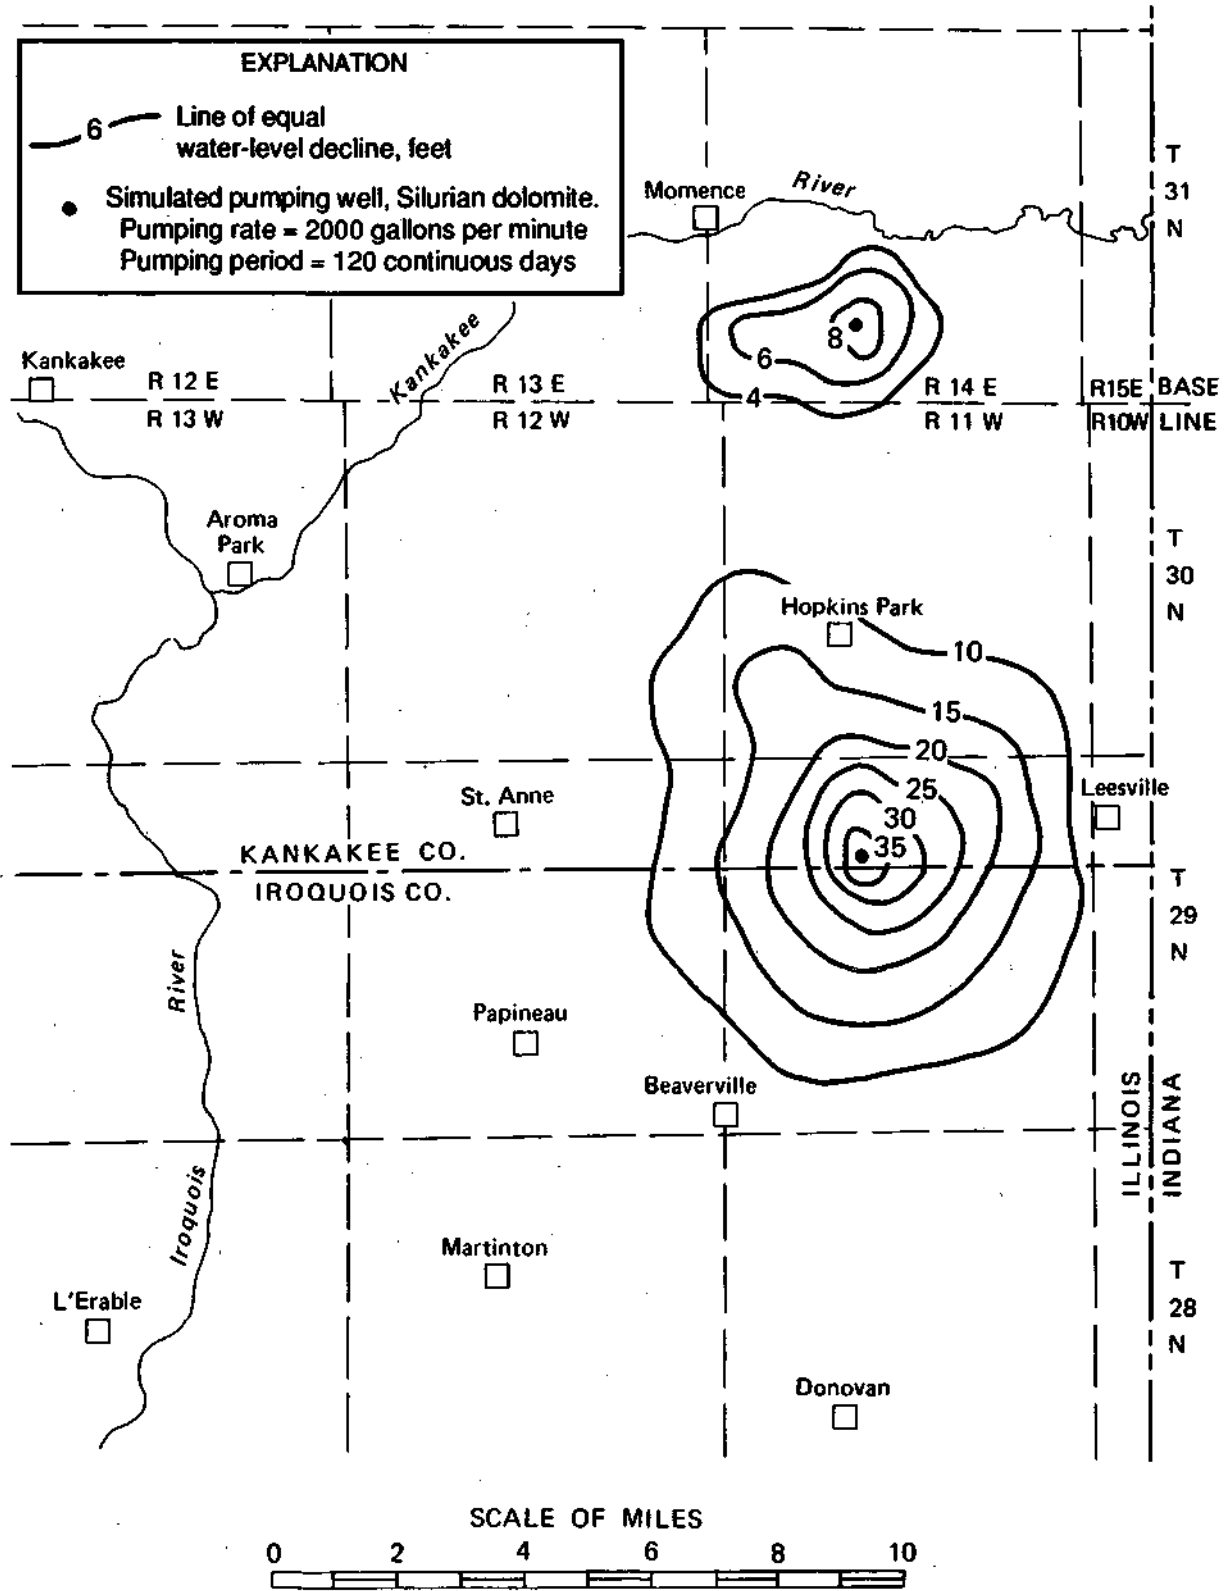 EXPLANATION
6
Line of equal
water-level decline, feet
Simulated pumping well, Silurian dolomite.
Pumping rate = 2000 gallons per minute
Pumping period = 120 continuous days
T
31
N
Momence
River
8
6
4
Kankakee
Kankakee
R 12 E
R 13 E
R 14 E
R15E
BASE
R 13 W
R 12 W
R 11 W
R10W
LINE
Aroma
Park
T
30
N
Hopkins Park
10
15
20
25
30
35
Leesville
St. Anne
KANKAKEE CO.
IROQUOIS CO.
T
29
N
River
Papineau
Beaverville
ILLINOIS
INDIANA
Iroquois
Martinton
L'Erable
T
28
N
Donovan
SCALE OF MILES
0 2 4 6 8 10